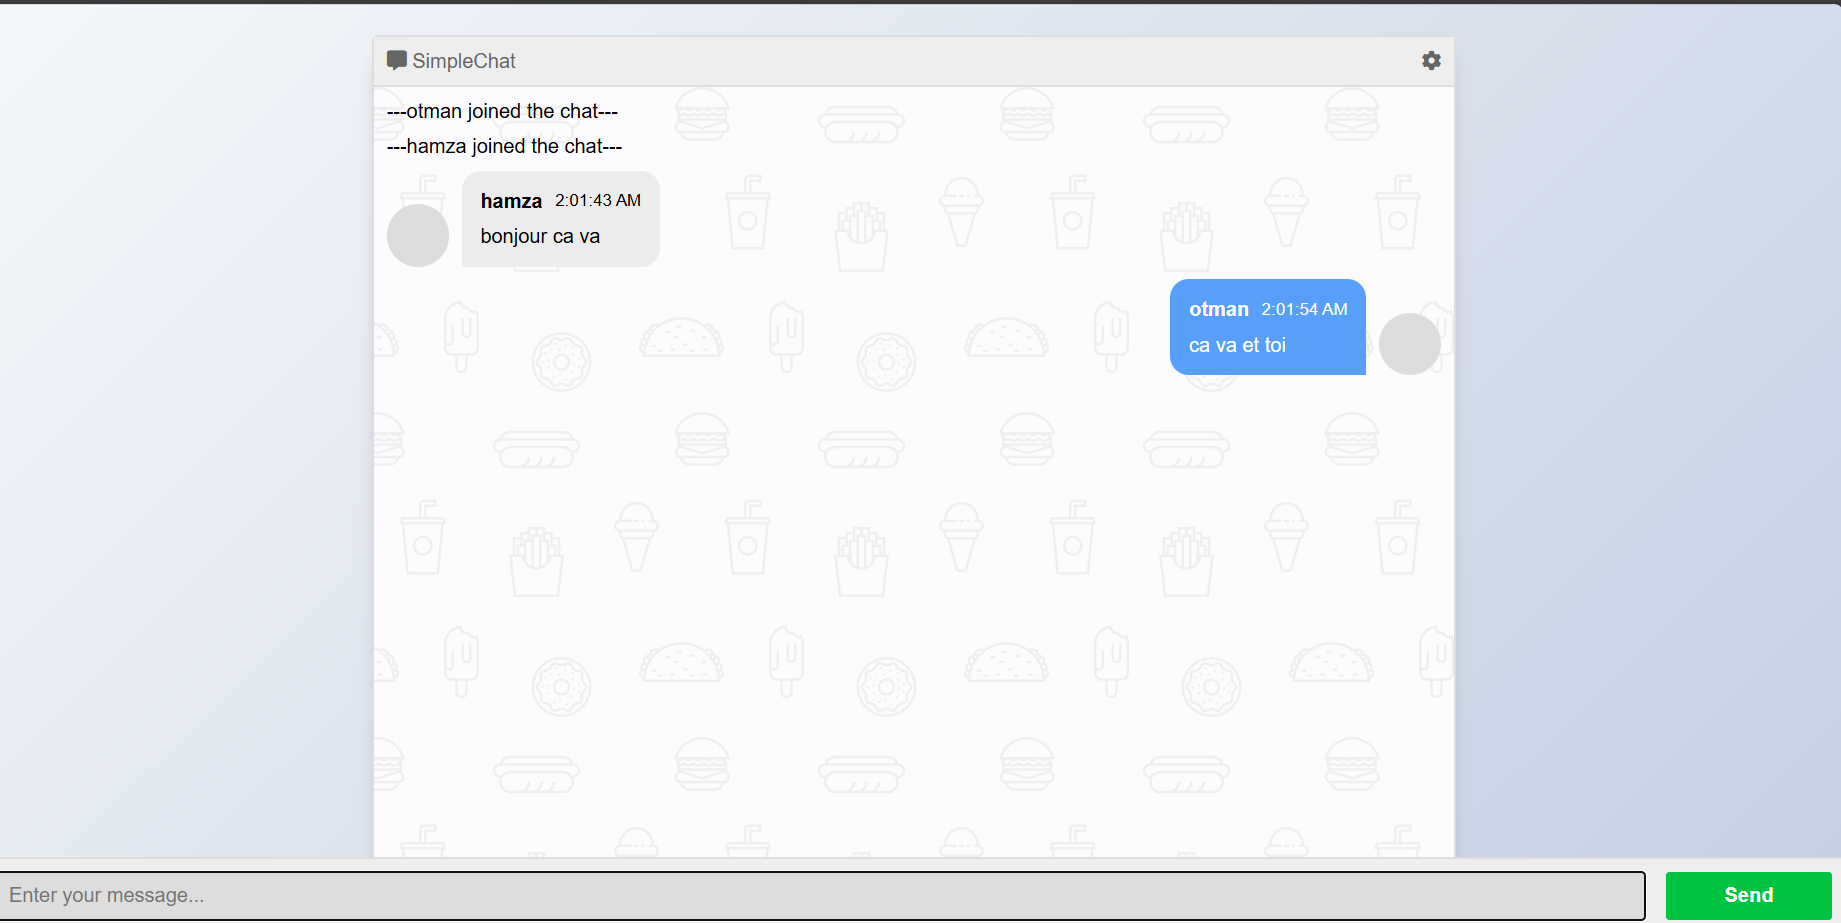 SimpleChat
---otman joined the chat---
---hamza joined the chat---
hamza 2:01:43 AM
bonjour ca va
otman 2:01:54 AM
ca va et toi
Enter your message...
Send